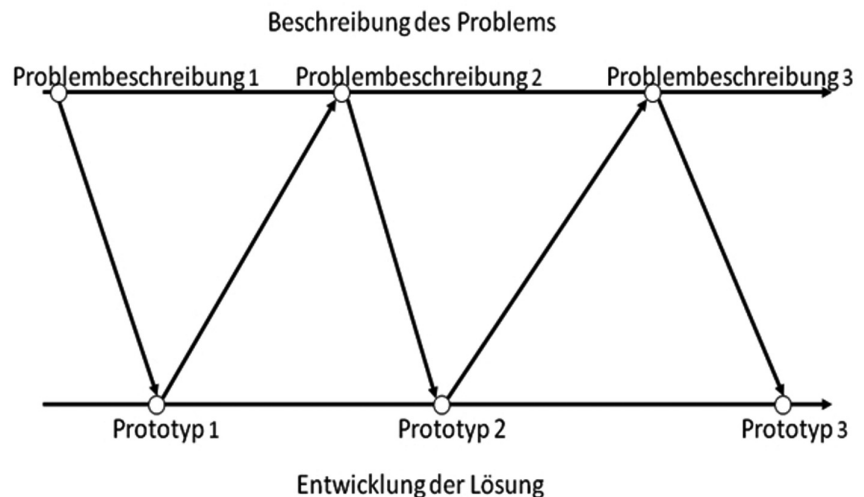 Beschreibung des Problems
Problembeschreibung 1 Problembeschreibung 2 Problembeschreibung 3
Prototyp 1 Prototyp 2 Prototyp 3
Entwicklung der Lösung